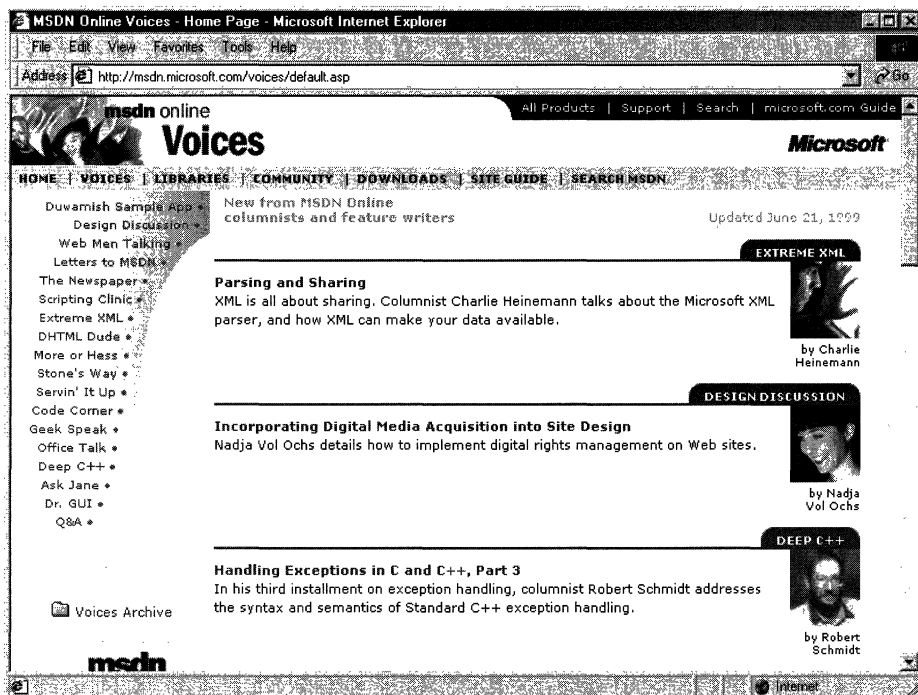 MSDN Online Voices - Home Page - Microsoft Internet Explorer
File Edit View Favorites Tools Help
Address http://msdn.microsoft.com/voices/default.asp Go
msdn online
Voices
All Products | Support | Search | microsoft.com Guide
Microsoft
HOME | VOICES | LIBRARIES | COMMUNITY | DOWNLOADS | SITE GUIDE | SEARCH MSDN
Duwamish Sample App
Design Discussion
Web Men Talking
Letters to MSDN
The Newspaper
Scripting Clinic
Extreme XML
DHTML Dude
More or Hess
Stone's Way
Servin' It Up
Code Corner
Geek Speak
Office Talk
Deep C++
Ask Jane
Dr. GUI
Q&A
Voices Archive
msdn
New from MSDN Online
columnists and feature writers
Updated June 21, 1999
EXTREME XML
Parsing and Sharing
XML is all about sharing. Columnist Charlie Heinemann talks about the Microsoft XML
parser, and how XML can make your data available.
by Charlie
Heinemann
DESIGN DISCUSSION
Incorporating Digital Media Acquisition into Site Design
Nadja Vol Ochs details how to implement digital rights management on Web sites.
by Nadja
Vol Ochs
DEEP C++
Handling Exceptions in C and C++, Part 3
In his third installment on exception handling, columnist Robert Schmidt addresses
the syntax and semantics of Standard C++ exception handling.
by Robert
Schmidt
Internet